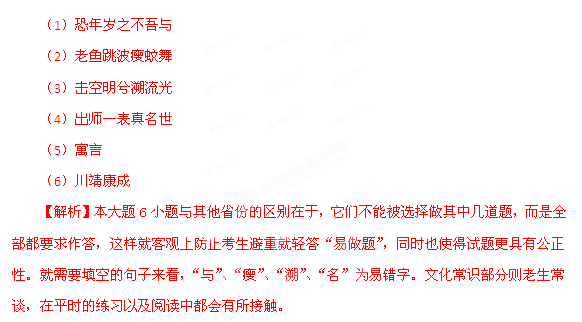 （1）恐年岁之不吾与
（2）老鱼跳波瘦蛟舞
（3）击空明兮溯流光
（4）出师一表真名世
（5）寓言
（6）川端康成
【解析】本大题 6 小题与其他省份的区别在于，它们不能被选择做其中几道题，而是全
部都要求作答，这样就客观上防止考生避重就轻答“易做题”，同时也使得试题更具有公正
性。就需要填空的句子来看，“与”、“瘦”、“溯”、“名”为易错字。文化常识部分则老生常
谈，在平时的练习以及阅读中都会有所接触。